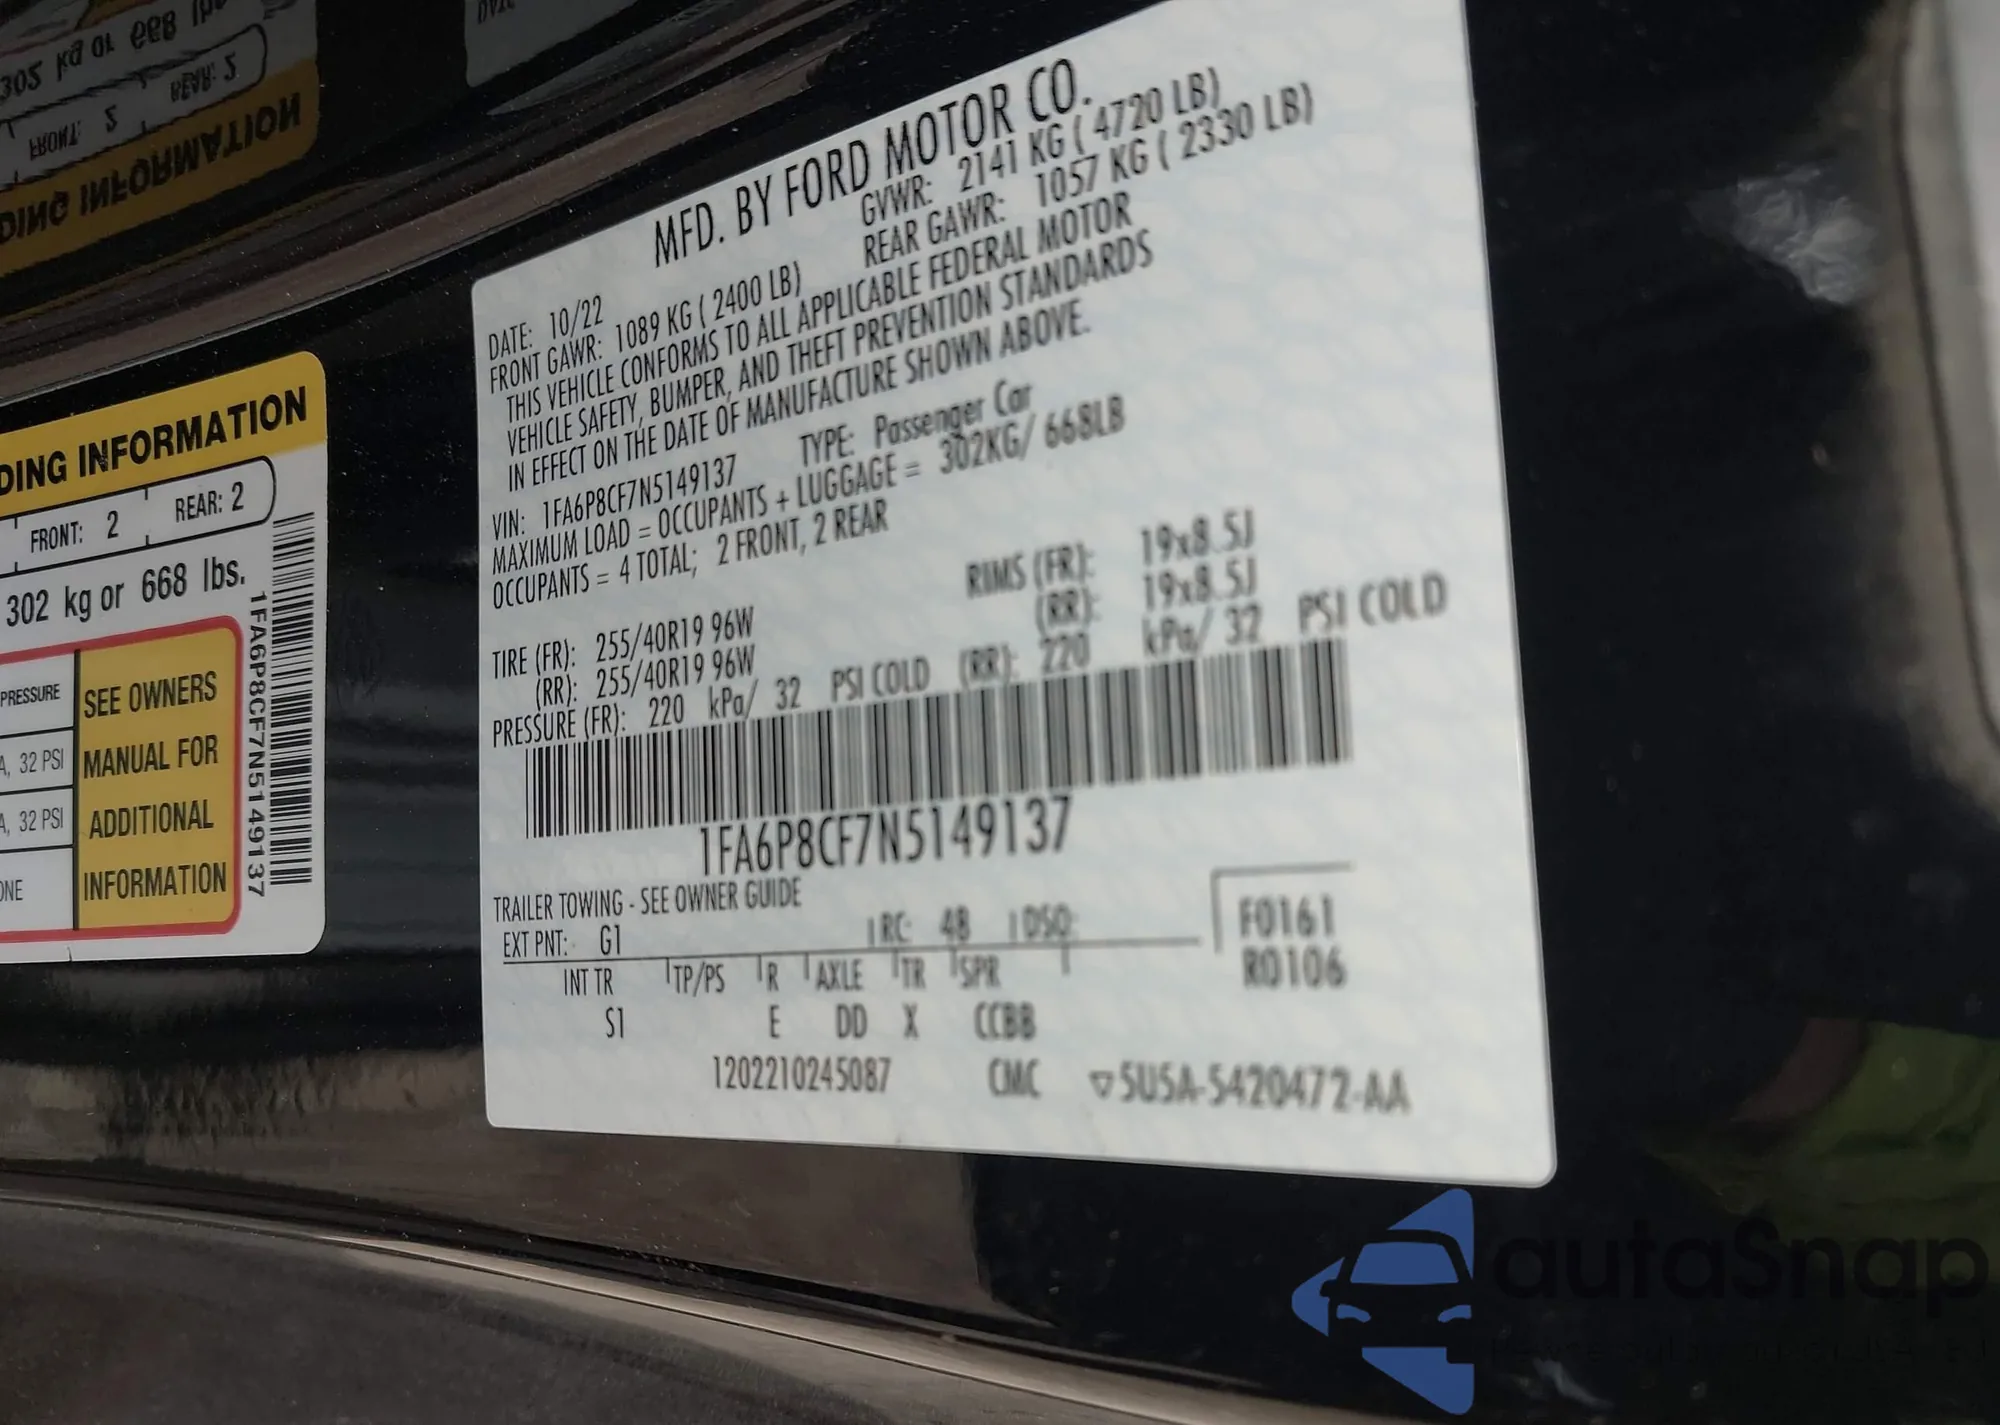 MFD. BY FORD MOTOR CO.
DATE: 10/22 GVWR: 2141 KG ( 4720 LB)
FRONT GAWR: 1089 KG ( 2400 LB) REAR GAWR: 1057 KG ( 2330 LB)
THIS VEHICLE CONFORMS TO ALL APPLICABLE FEDERAL MOTOR
VEHICLE SAFETY, BUMPER, AND THEFT PREVENTION STANDARDS
IN EFFECT ON THE DATE OF MANUFACTURE SHOWN ABOVE.
VIN: 1FA6P8CF7N5149137 TYPE: Passenger Car
MAXIMUM LOAD = OCCUPANTS + LUGGAGE = 302KG/ 668LB
OCCUPANTS = 4 TOTAL; 2 FRONT, 2 REAR
RIMS (FR): 19x8.5J
TIRE (FR): 255/40R19 96W (RR): 19x8.5J
(RR): 255/40R19 96W
PRESSURE (FR): 220 kPa/ 32 PSI COLD (RR): 220 kPa/ 32 PSI COLD
1FA6P8CF7N5149137
TRAILER TOWING - SEE OWNER GUIDE
EXT PNT: G1 RC: 48 DSO: F0161
INT TR TP/PS R AXLE TR SPR R0106
S1 E DD X CCBB
1202210245087 CMC ▽5U5A-5420472-AA
DING INFORMATION
FRONT: 2 REAR: 2
302 kg or 668 lbs.
PRESSURE SEE OWNERS
A, 32 PSI MANUAL FOR
A, 32 PSI ADDITIONAL
ONE INFORMATION
1FA6P8CF7N5149137
autaSnap